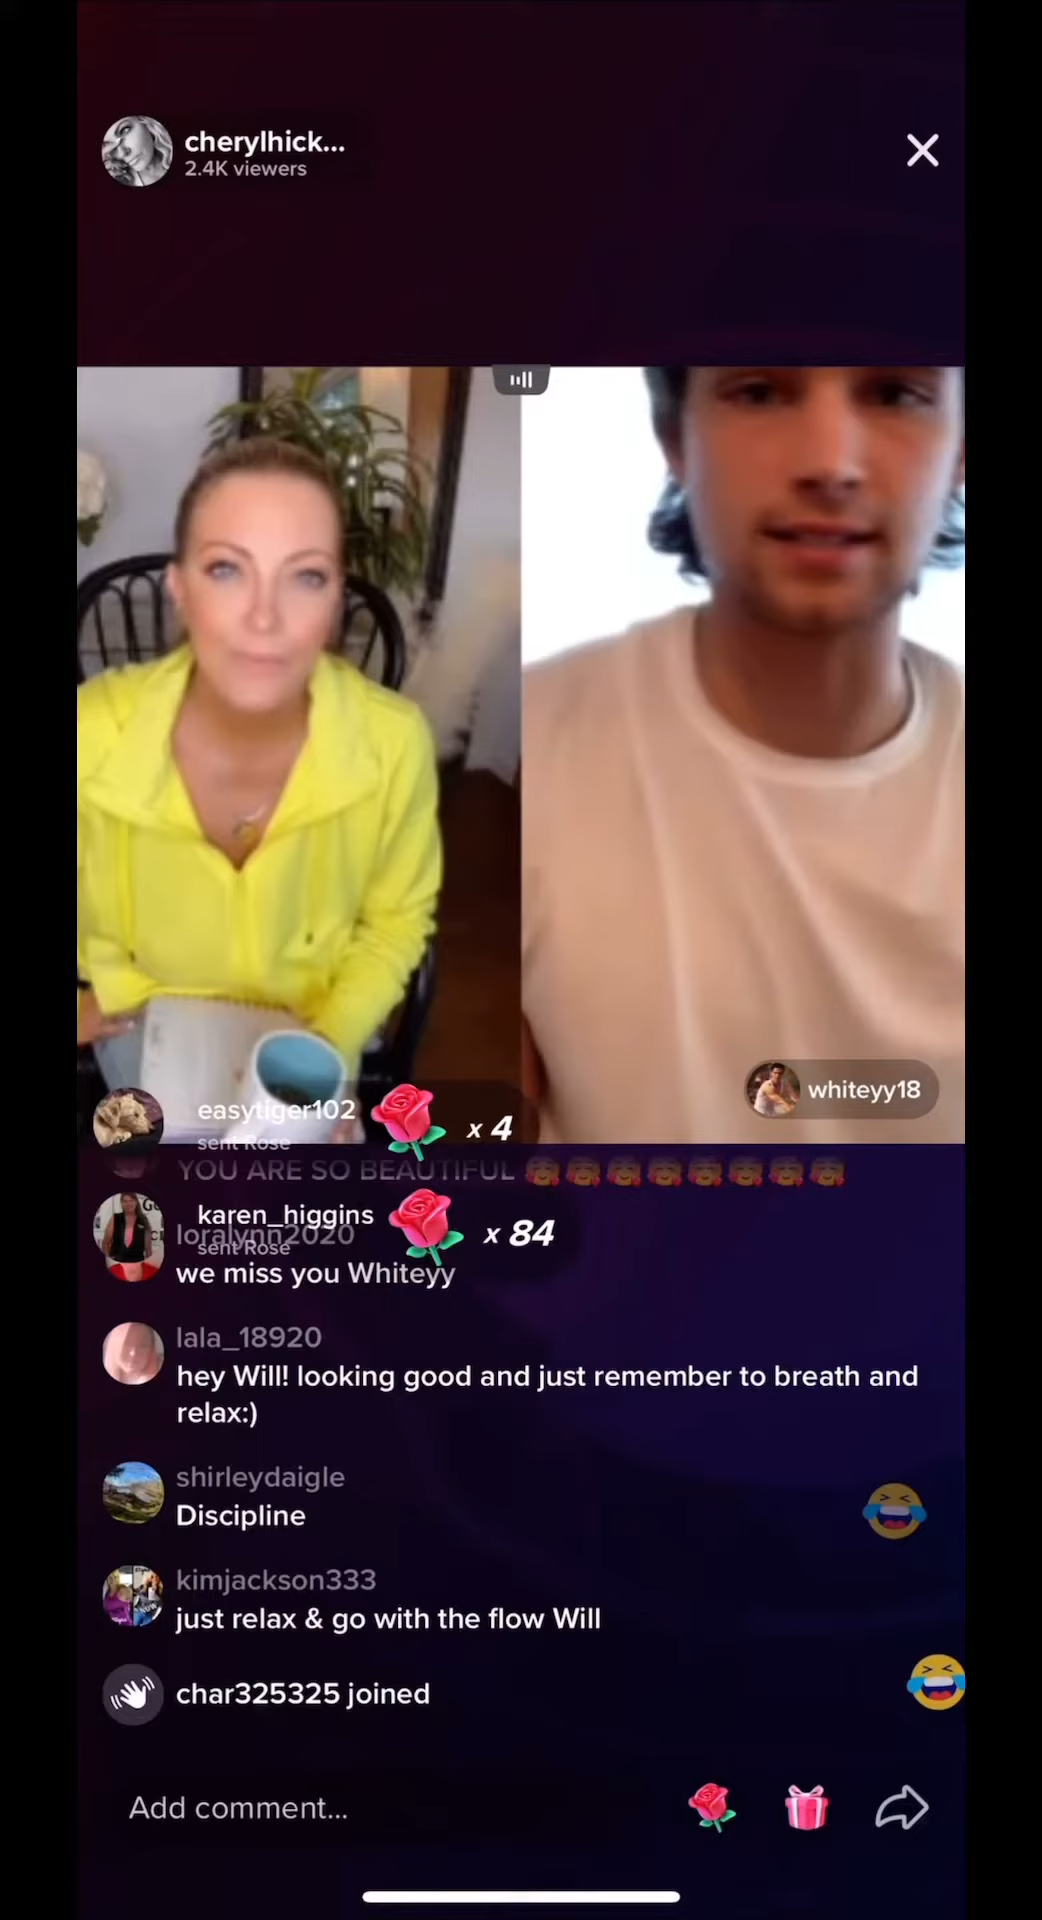 cherylhick...
2.4K viewers
whiteyy18
easytiger102
sent Rose
x 4
YOU ARE SO BEAUTIFUL 🥰🥰🥰🥰🥰🥰🥰🥰
karen_higgins
sent Rose
x 84
loralynn2020
we miss you Whiteyy
lala_18920
hey Will! looking good and just remember to breath and
relax:)
shirleydaigle
Discipline
kimjackson333
just relax & go with the flow Will
char325325 joined
Add comment...